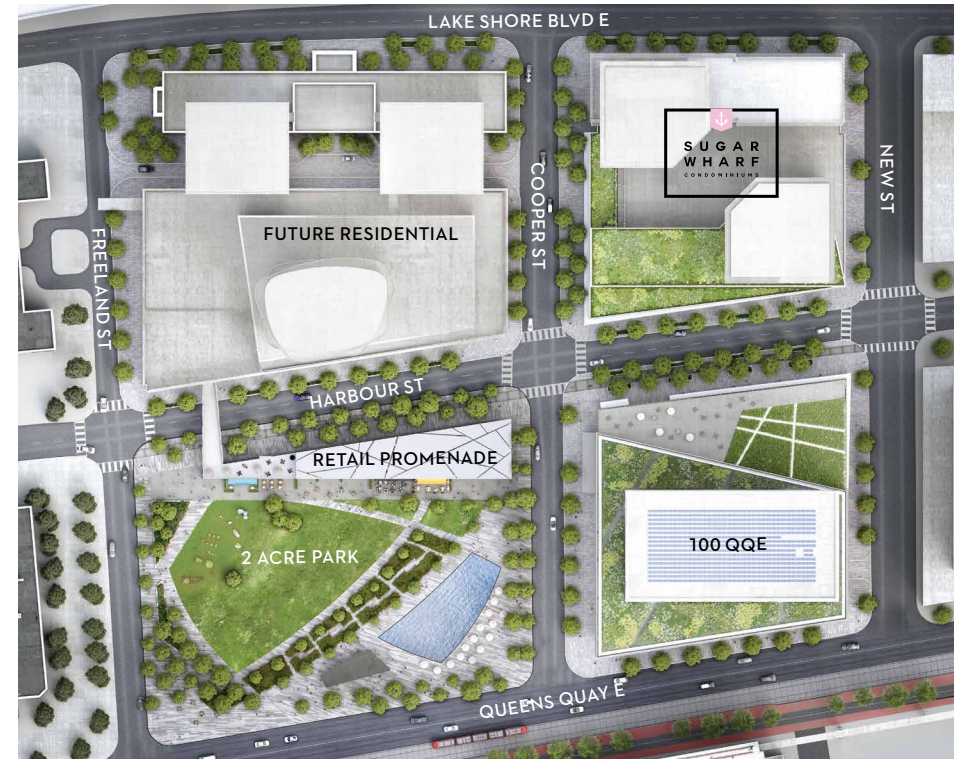 LAKE SHORE BLVD E
SUGAR
WHARF
CONDOMINIUMS
NEW ST
COOPER ST
FREELAND ST
FUTURE RESIDENTIAL
HARBOUR ST
RETAIL PROMENADE
2 ACRE PARK
100 QQE
QUEENS QUAY E